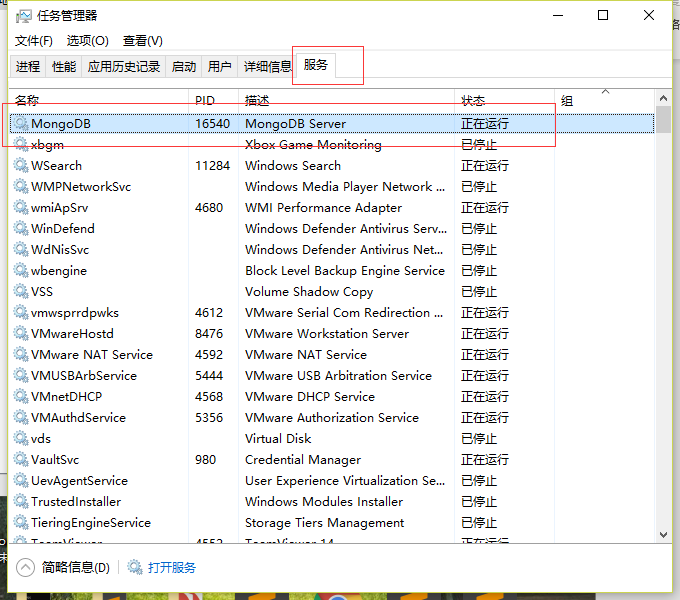 任务管理器
文件(F) 选项(O) 查看(V)
进程 性能 应用历史记录 启动 用户 详细信息 服务
名称 PID 描述 状态 组
MongoDB 16540 MongoDB Server 正在运行
xbgm Xbox Game Monitoring 已停止
WSearch 11284 Windows Search 正在运行
WMPNetworkSvc Windows Media Player Network ... 已停止
wmiApSrv 4680 WMI Performance Adapter 正在运行
WinDefend Windows Defender Antivirus Serv... 已停止
WdNisSvc Windows Defender Antivirus Net... 已停止
wbengine Block Level Backup Engine Service 已停止
VSS Volume Shadow Copy 已停止
vmwsprrdpwks 4612 VMware Serial Com Redirection ... 正在运行
VMwareHostd 8476 VMware Workstation Server 正在运行
VMware NAT Service 4592 VMware NAT Service 正在运行
VMUSBArbService 5444 VMware USB Arbitration Service 正在运行
VMnetDHCP 4568 VMware DHCP Service 正在运行
VMAuthdService 5356 VMware Authorization Service 正在运行
vds Virtual Disk 已停止
VaultSvc 980 Credential Manager 正在运行
UevAgentService User Experience Virtualization Se... 已停止
TrustedInstaller Windows Modules Installer 已停止
TieringEngineService Storage Tiers Management 已停止
TeamViewer 4552 TeamViewer 14 正在运行
简略信息(D) 打开服务